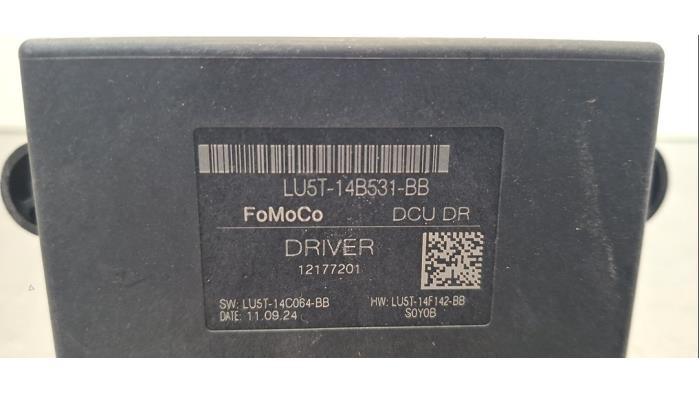 LU5T-14B531-BB
FoMoCo DCU DR
DRIVER
12177201
SW: LU5T-14C064-BB HW: LU5T-14F142-BB
DATE: 11.09.24 S0Y0B